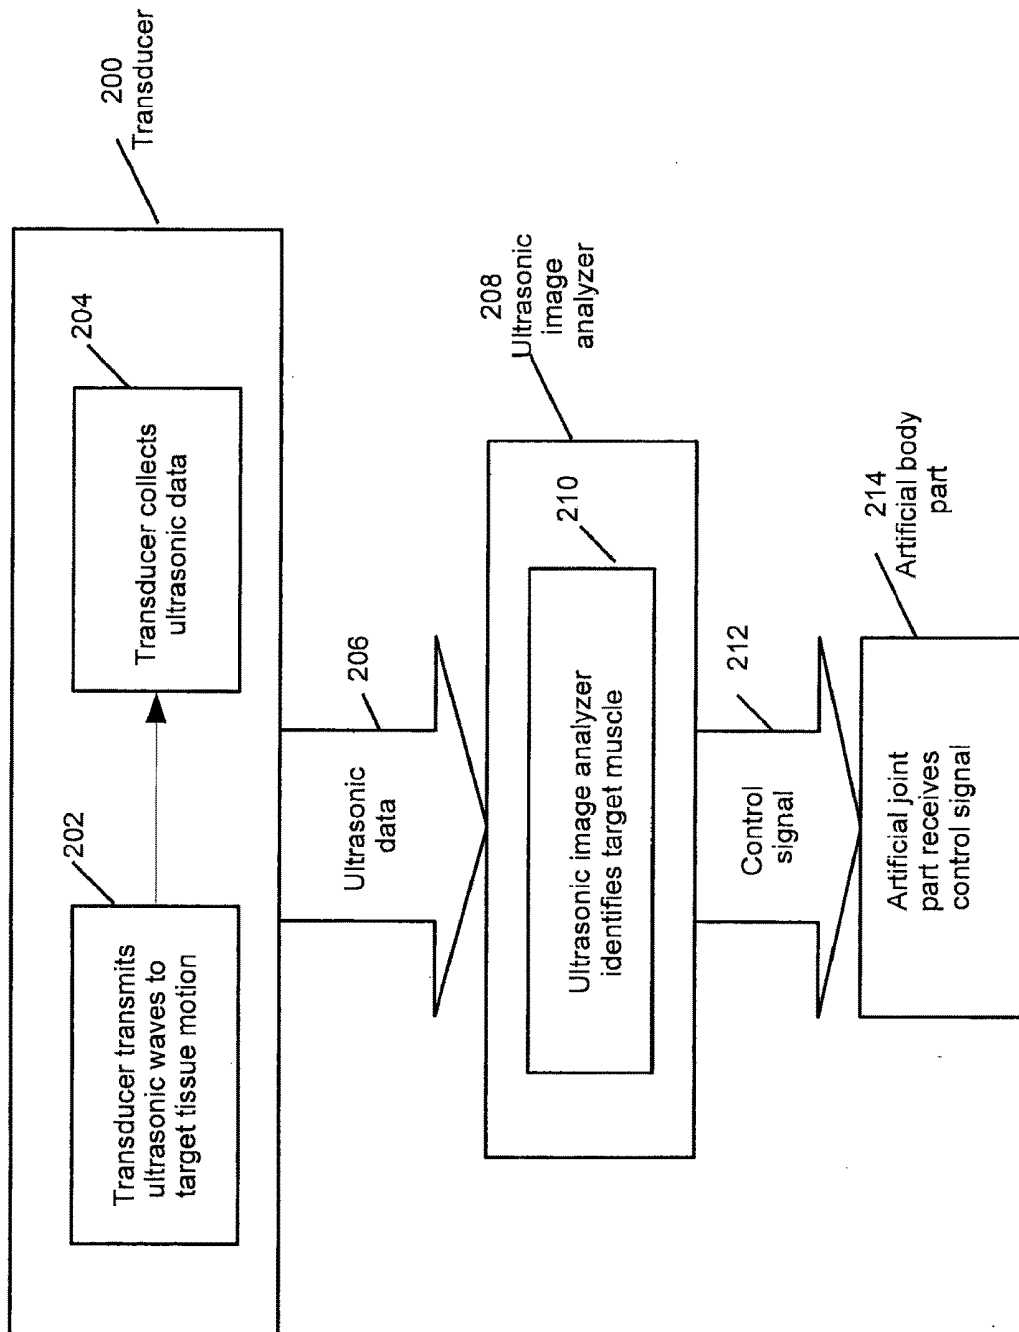 200
Transducer
202
Transducer transmits
ultrasonic waves to
target tissue motion
204
Transducer collects
ultrasonic data
206
Ultrasonic
data
208
Ultrasonic
image
analyzer
210
Ultrasonic image analyzer
identifies target muscle
212
Control
signal
214
Artificial body
part
Artificial joint
part receives
control signal